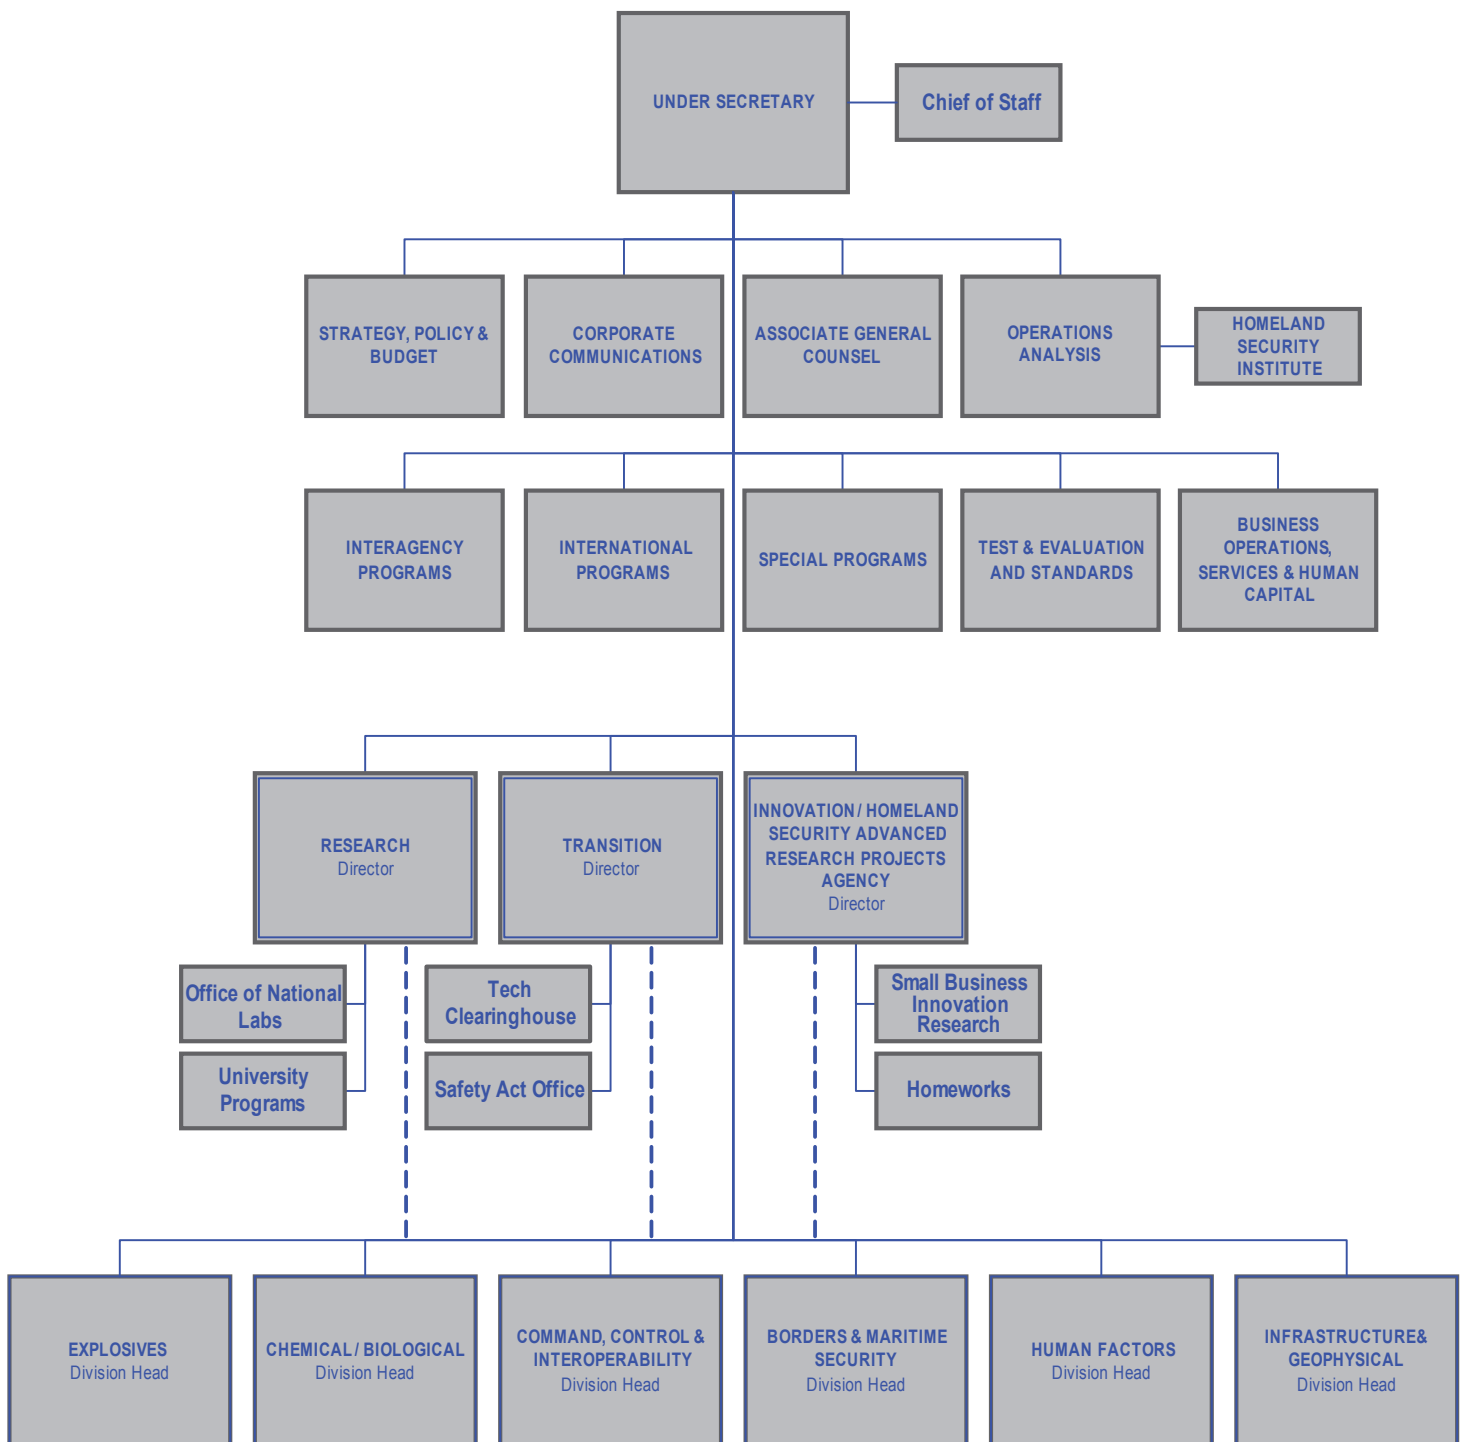 UNDER SECRETARY
Chief of Staff
STRATEGY, POLICY &
BUDGET
CORPORATE
COMMUNICATIONS
ASSOCIATE GENERAL
COUNSEL
OPERATIONS
ANALYSIS
HOMELAND
SECURITY
INSTITUTE
INTERAGENCY
PROGRAMS
INTERNATIONAL
PROGRAMS
SPECIAL PROGRAMS
TEST & EVALUATION
AND STANDARDS
BUSINESS
OPERATIONS,
SERVICES & HUMAN
CAPITAL
RESEARCH
Director
TRANSITION
Director
INNOVATION / HOMELAND
SECURITY ADVANCED
RESEARCH PROJECTS
AGENCY
Director
Office of National
Labs
University
Programs
Tech
Clearinghouse
Safety Act Office
Small Business
Innovation
Research
Homeworks
EXPLOSIVES
Division Head
CHEMICAL / BIOLOGICAL
Division Head
COMMAND, CONTROL &
INTEROPERABILITY
Division Head
BORDERS & MARITIME
SECURITY
Division Head
HUMAN FACTORS
Division Head
INFRASTRUCTURE&
GEOPHYSICAL
Division Head